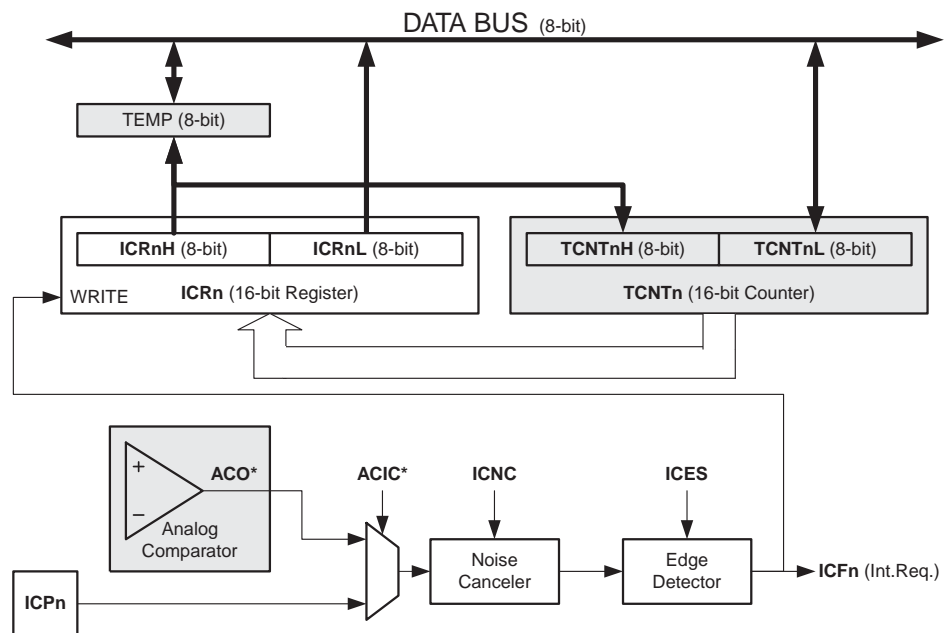 DATA BUS (8-bit)
TEMP (8-bit)
ICRnH (8-bit) ICRnL (8-bit)
TCNTnH (8-bit) TCNTnL (8-bit)
WRITE
ICRn (16-bit Register)
TCNTn (16-bit Counter)
+
−
ACO*
Analog
Comparator
ACIC*
ICNC
ICES
Noise
Canceler
Edge
Detector
ICFn (Int.Req.)
ICPn